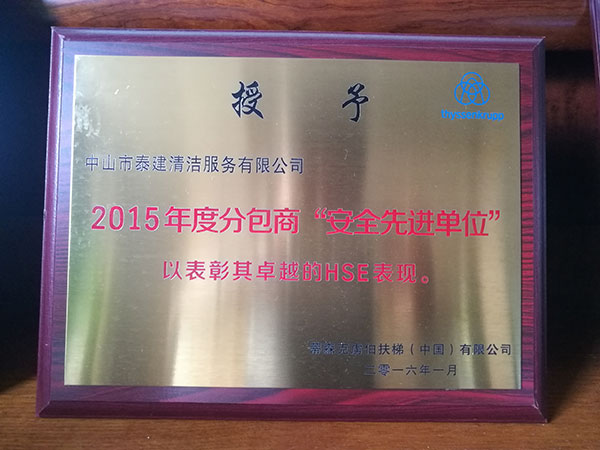 授予
ThyssenKrupp
中山市泰建清洁服务有限公司
2015年度分包商“安全先进单位”
以表彰其卓越的HSE表现。
扶梯（中国）有限公司
二零一六年一月